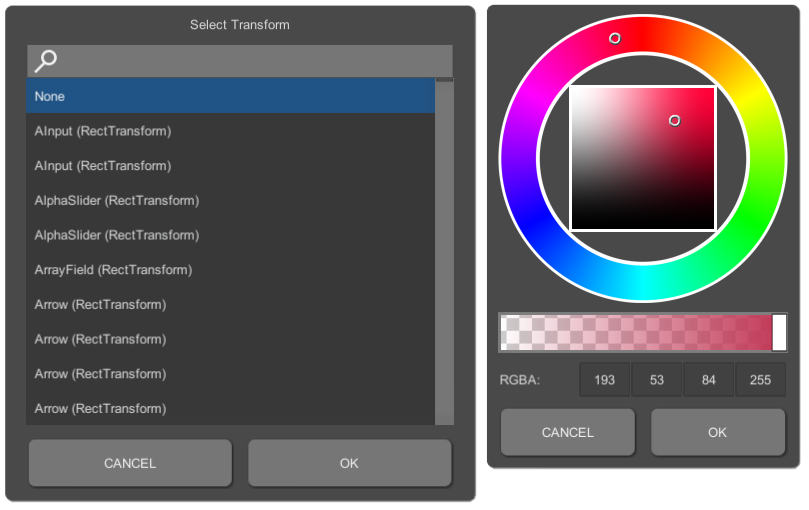 Select Transform
None
AInput (RectTransform)
AInput (RectTransform)
AlphaSlider (RectTransform)
AlphaSlider (RectTransform)
ArrayField (RectTransform)
Arrow (RectTransform)
Arrow (RectTransform)
Arrow (RectTransform)
Arrow (RectTransform)
CANCEL OK
RGBA: 193 53 84 255
CANCEL OK